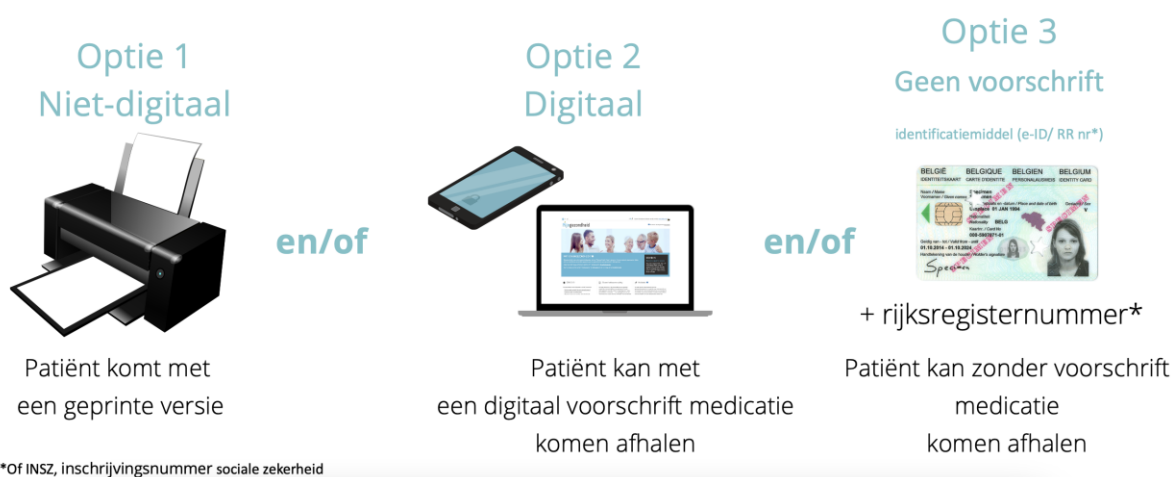 Optie 1
Niet-digitaal
Patiënt komt met
een geprinte versie
en/of
Optie 2
Digitaal
Patiënt kan met
een digitaal voorschrift medicatie
komen afhalen
en/of
Optie 3
Geen voorschrift
identificatiemiddel (e-ID/ RR nr*)
BELGIË BELGIQUE BELGIEN BELGIUM
IDENTITEITSKAART CARTE D'IDENTITE PERSONALAUSWEIS IDENTITY CARD
Specimen
+ rijksregisternummer*
Patiënt kan zonder voorschrift
medicatie
komen afhalen
*Of INSZ, inschrijvingsnummer sociale zekerheid